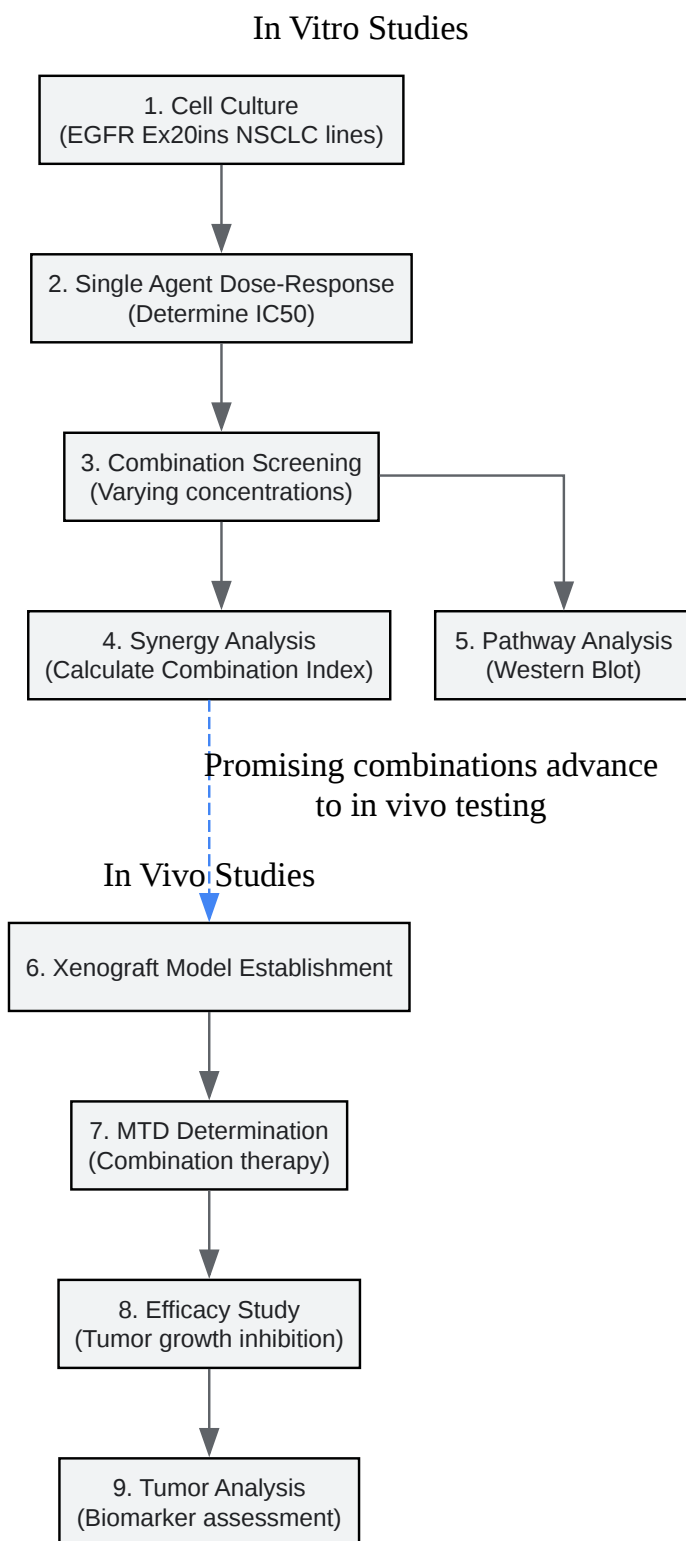 In Vitro Studies
1. Cell Culture
(EGFR Ex20ins NSCLC lines)
2. Single Agent Dose-Response
(Determine IC50)
3. Combination Screening
(Varying concentrations)
4. Synergy Analysis
(Calculate Combination Index)
5. Pathway Analysis
(Western Blot)
Promising combinations advance
to in vivo testing
In Vivo Studies
6. Xenograft Model Establishment
7. MTD Determination
(Combination therapy)
8. Efficacy Study
(Tumor growth inhibition)
9. Tumor Analysis
(Biomarker assessment)